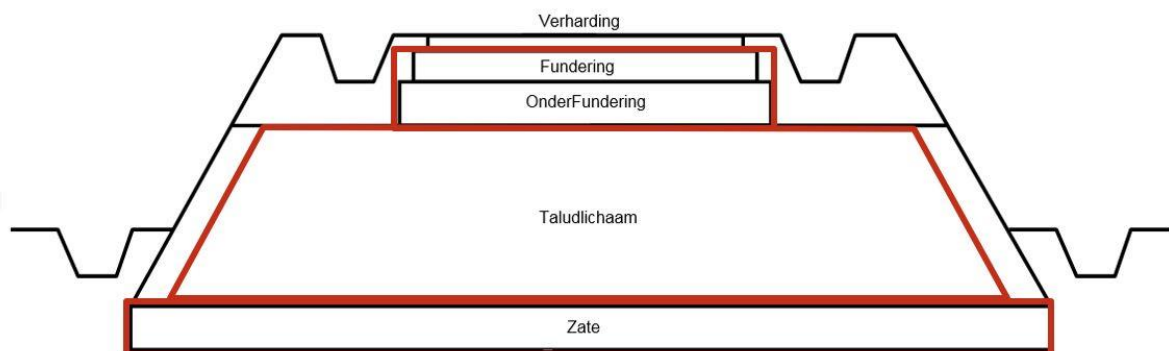 Verharding
Fundering
OnderFundering
Taludlichaam
Zate